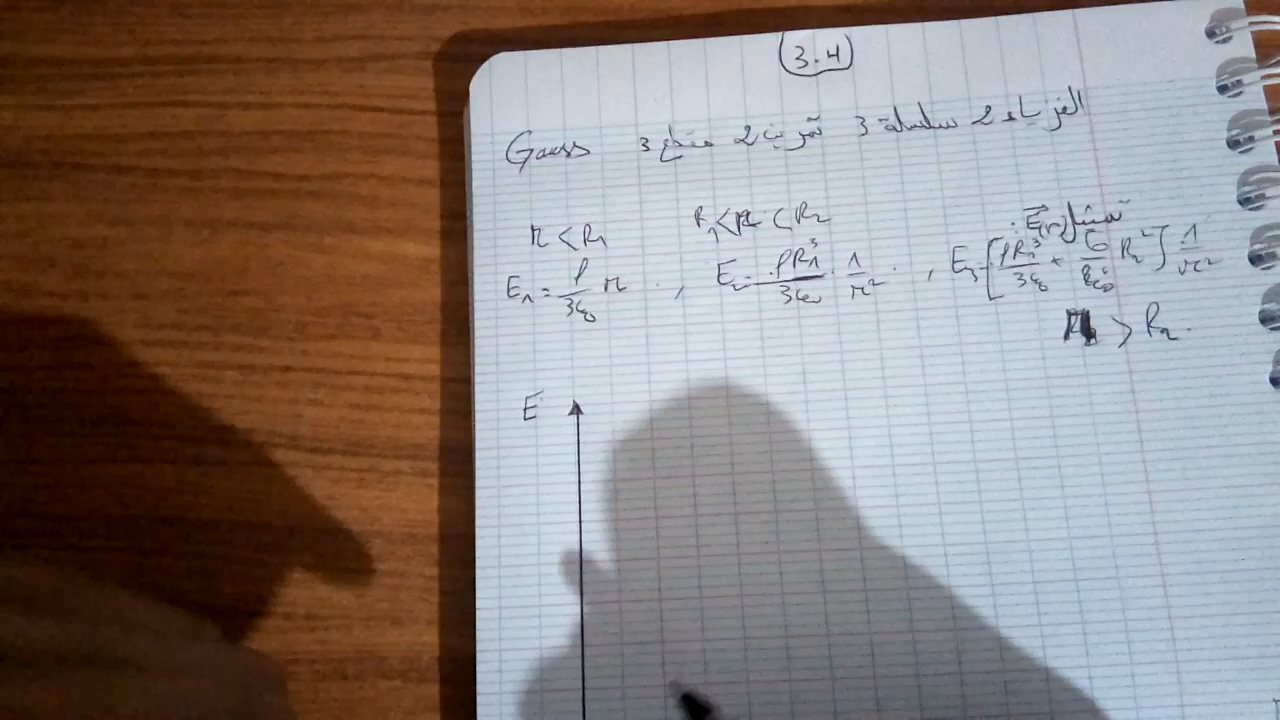 3.4
الفزياء 2 سلسلة 3 تمرين 2 مقطع 3 Gauss
تمثيل E(r) :
r < R1 R1 < r < R2
E1 = ρ/3ε0 r , E2 = ρR1³/3ε0 · 1/r² , E3 = [ρR1³/3ε0 + σ/ε0 R2²] 1/r²
r > R2
E